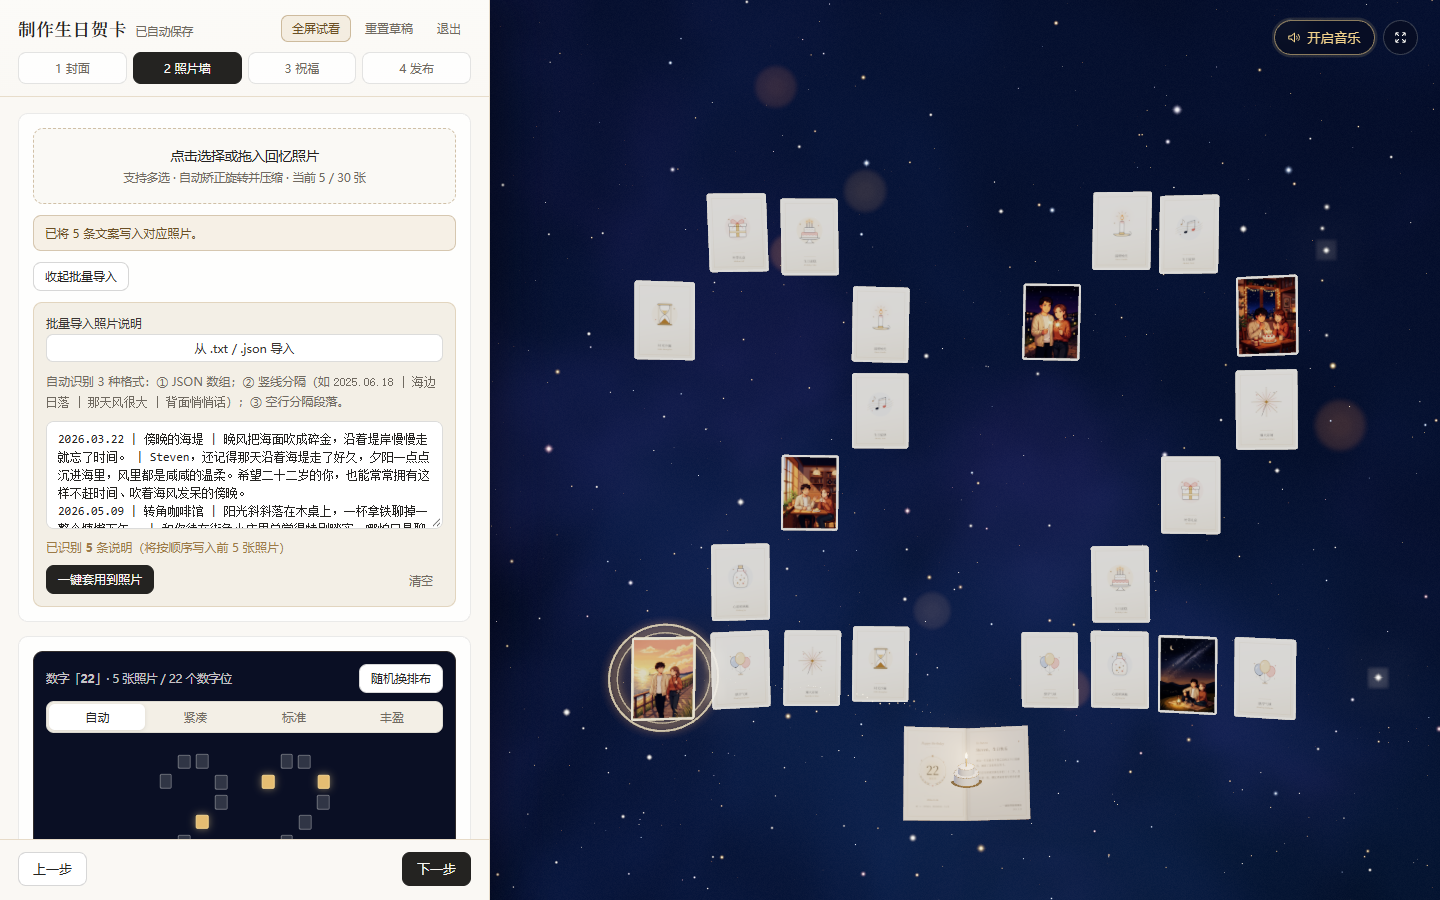 制作生日贺卡 已自动保存 全屏试看 重置草稿 退出
1 封面 2 照片墙 3 祝福 4 发布
点击选择或拖入回忆照片
支持多选 · 自动矫正旋转并压缩 · 当前 5 / 30 张
已将 5 条文案写入对应照片。
收起批量导入
批量导入照片说明
从 .txt / .json 导入
自动识别 3 种格式：① JSON 数组；② 竖线分隔（如 2025.06.18 | 海边
日落 | 那天风很大 | 背面悄悄话）；③ 空行分隔段落。
2026.03.22 | 傍晚的海堤 | 晚风把海面吹成碎金，沿着堤岸慢慢走
就忘了时间。 | Steven，还记得那天沿着海堤走了好久，夕阳一点点
沉进海里，风里都是咸咸的温柔。希望二十二岁的你，也能常常拥有这
样不赶时间、吹着海风发呆的傍晚。
2026.05.09 | 转角咖啡馆 | 阳光斜斜落在木桌上，一杯拿铁聊掉一
已识别 5 条说明（将按顺序写入前 5 张照片）
一键套用到照片 清空
数字「22」· 5 张照片 / 22 个数字位 随机换排布
自动 紧凑 标准 丰盈
上一步 下一步
开启音乐
22